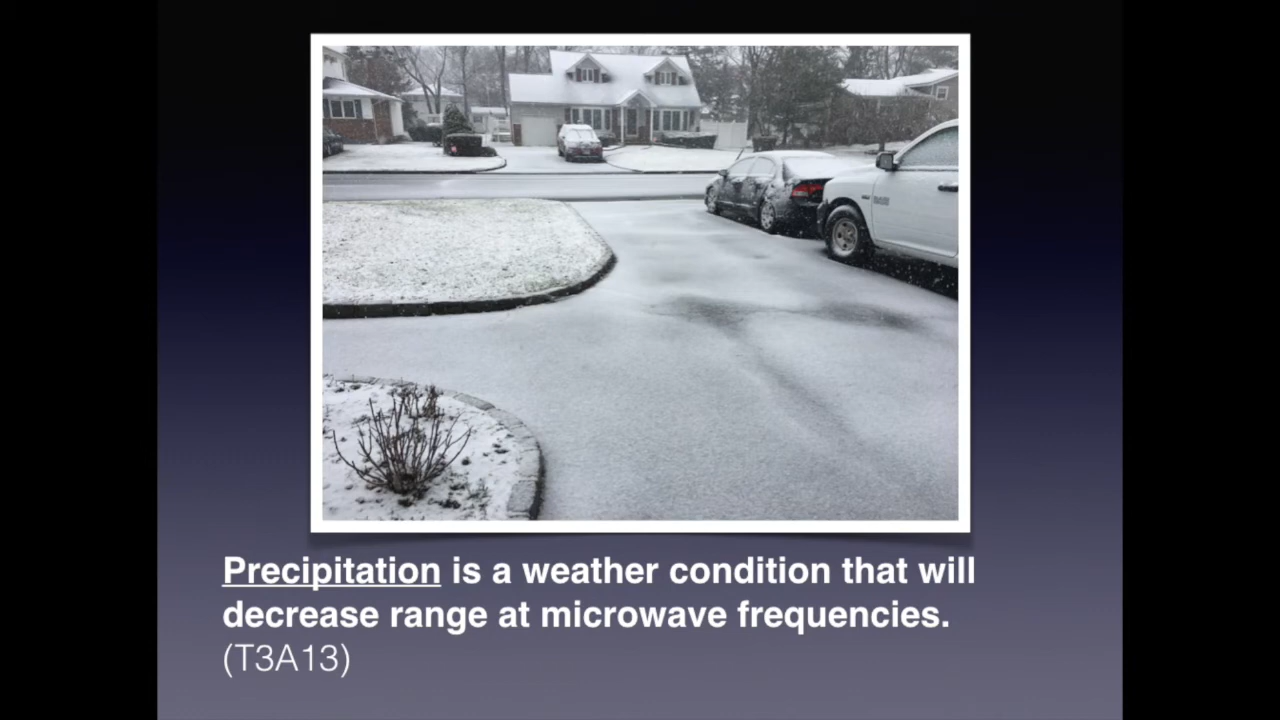 Precipitation is a weather condition that will
decrease range at microwave frequencies.
(T3A13)